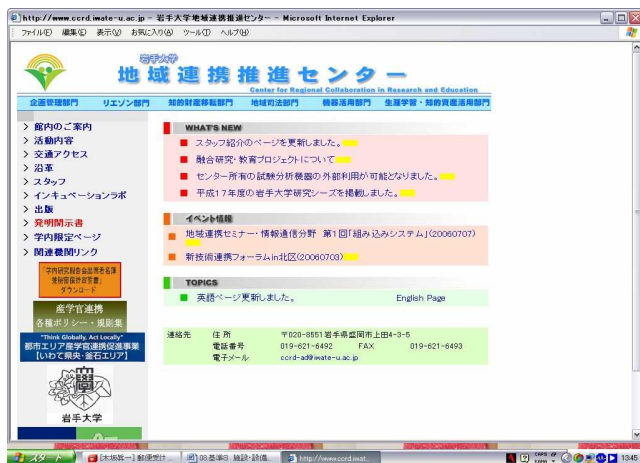 http://www.ccrd.iwate-u.ac.jp - 岩手大学地域連携推進センター - Microsoft Internet Explorer
ファイル(F) 編集(E) 表示(V) お気に入り(A) ツール(T) ヘルプ(H)
岩手大学
地域連携推進センター
Center for Regional Collaboration in Research and Education
企画管理部門 リエゾン部門 知的財産移転部門 地域司法部門 機器活用部門 生涯学習・知的資産活用部門
> 館内のご案内
> 活動内容
> 交通アクセス
> 沿革
> スタッフ
> インキュベーションラボ
> 出版
> 発明開示書
> 学内限定ページ
> 関連機関リンク
ダウンロード
産学官連携
各種ポリシー・規則集
"Think Globally, Act Locally"
都市エリア産学官連携促進事業
【いわて県央・釜石エリア】
岩手大学
WHAT'S NEW
スタッフ紹介のページを更新しました。
融合研究・教育プロジェクトについて
センター所有の試験分析機器の外部利用が可能となりました。
平成17年度の岩手大学研究シーズを掲載しました。
イベント情報
地域連携セミナー・情報通信分野 第1回「組み込みシステム」(20060707)
新技術連携フォーラムin北区(20060703)
TOPICS
英語ページ更新しました。 English Page
連絡先 住所 〒020-8551 岩手県盛岡市上田4-3-5
電話番号 019-621-6492 FAX 019-621-6493
電子メール ccrd-ad@iwate-u.ac.jp
スタート
08.基準8 施設・設備...
http://www.ccrd.iwat...
13:45